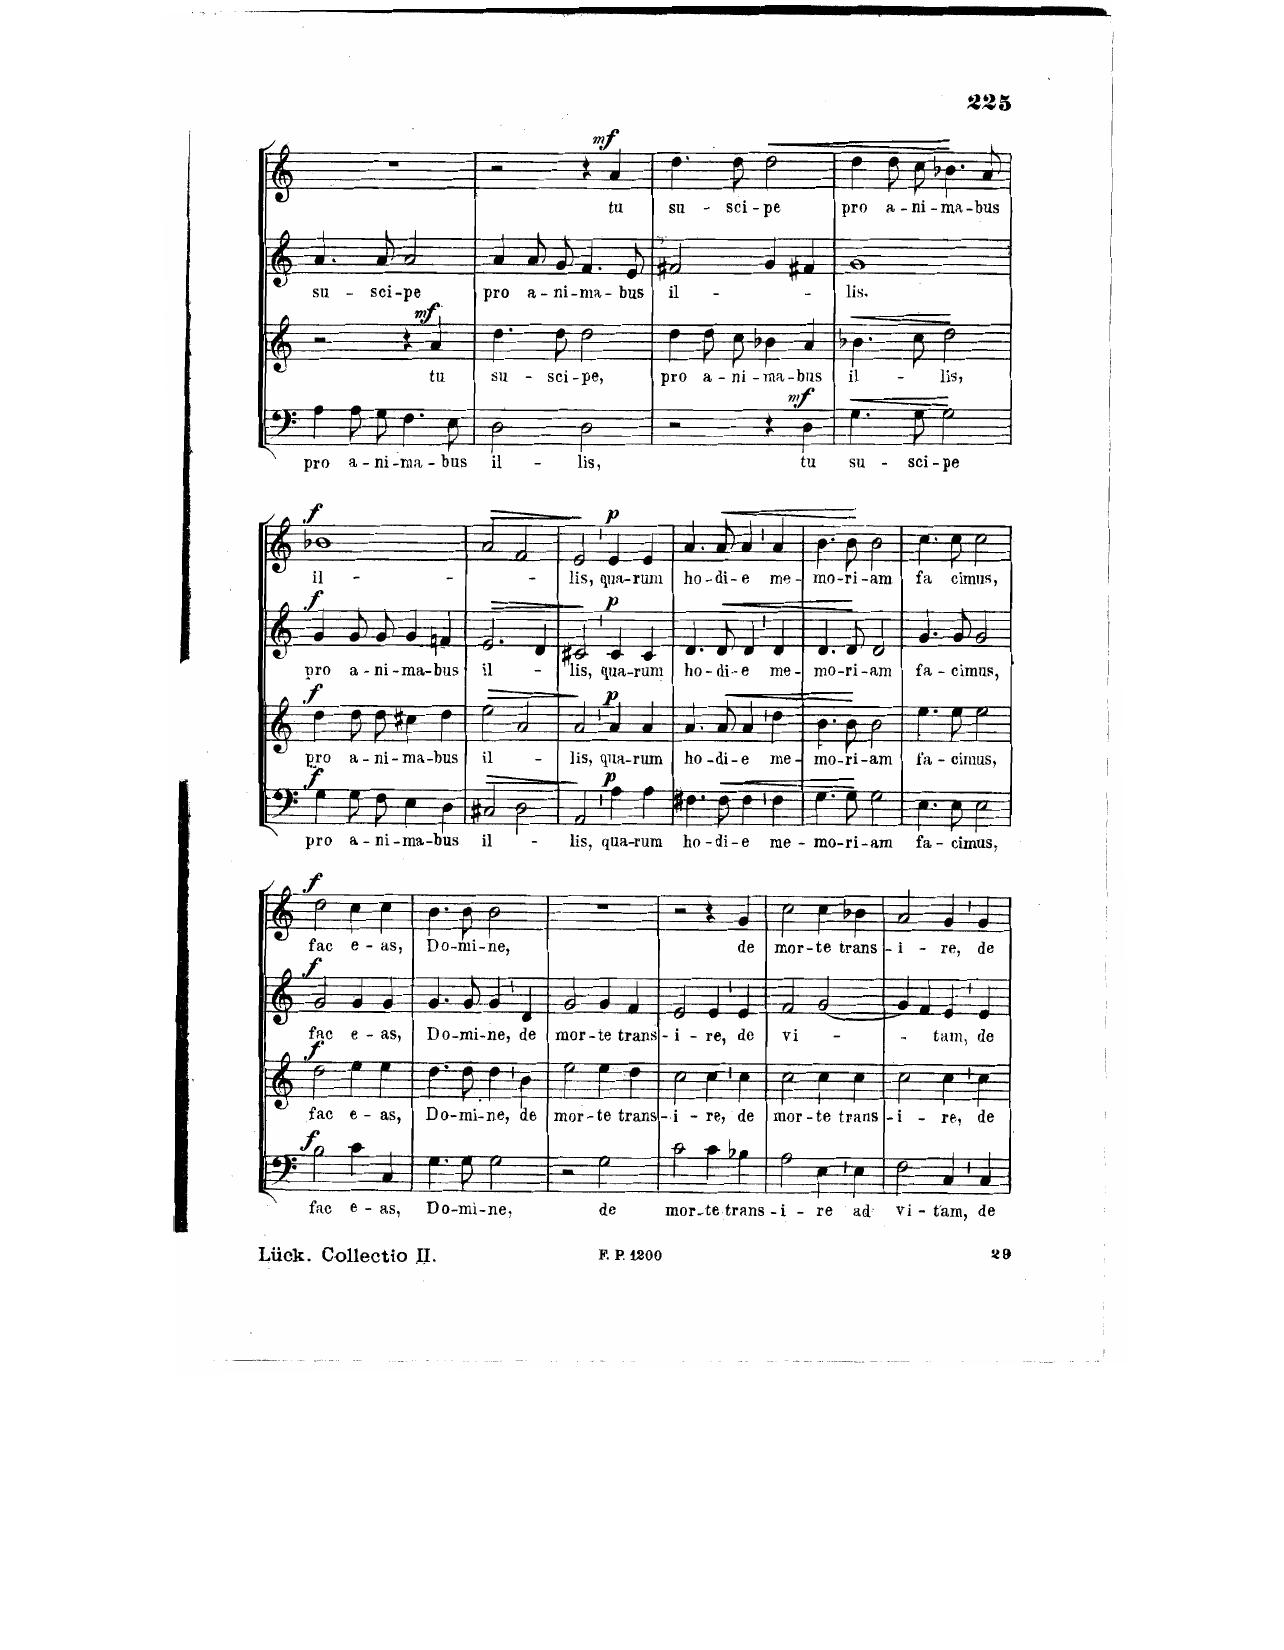 225
mf
tu su - sci - pe pro a - ni - ma - bus
su - sci - pe pro a - ni - ma - bus il - - lis.
mf
tu su - sci - pe, pro a - ni - ma - bus il - lis,
mf
pro a - ni - ma - bus il - lis, tu su - sci - pe
f p
il - - - lis, qua - rum ho - di - e me - mo - ri - am fa cimus,
f p
pro a - ni - ma - bus il - lis, qua - rum ho - di - e me - mo - ri - am fa - cimus,
f p
pro a - ni - ma - bus il - lis, qua - rum ho - di - e me - mo - ri - am fa - cimus,
f p
pro a - ni - ma - bus il - lis, qua - rum ho - di - e me - mo - ri - am fa - cimus,
f
fac e - as, Do - mi - ne, de mor - te trans - i - re, de
f
fac e - as, Do - mi - ne, de mor - te trans - i - re, de vi - - tam, de
f
fac e - as, Do - mi - ne, de mor - te trans - i - re, de mor - te trans - i - re, de
f
fac e - as, Do - mi - ne, de mor - te trans - i - re ad vi - tam, de
Lück. Collectio II. F. P. 1200 29